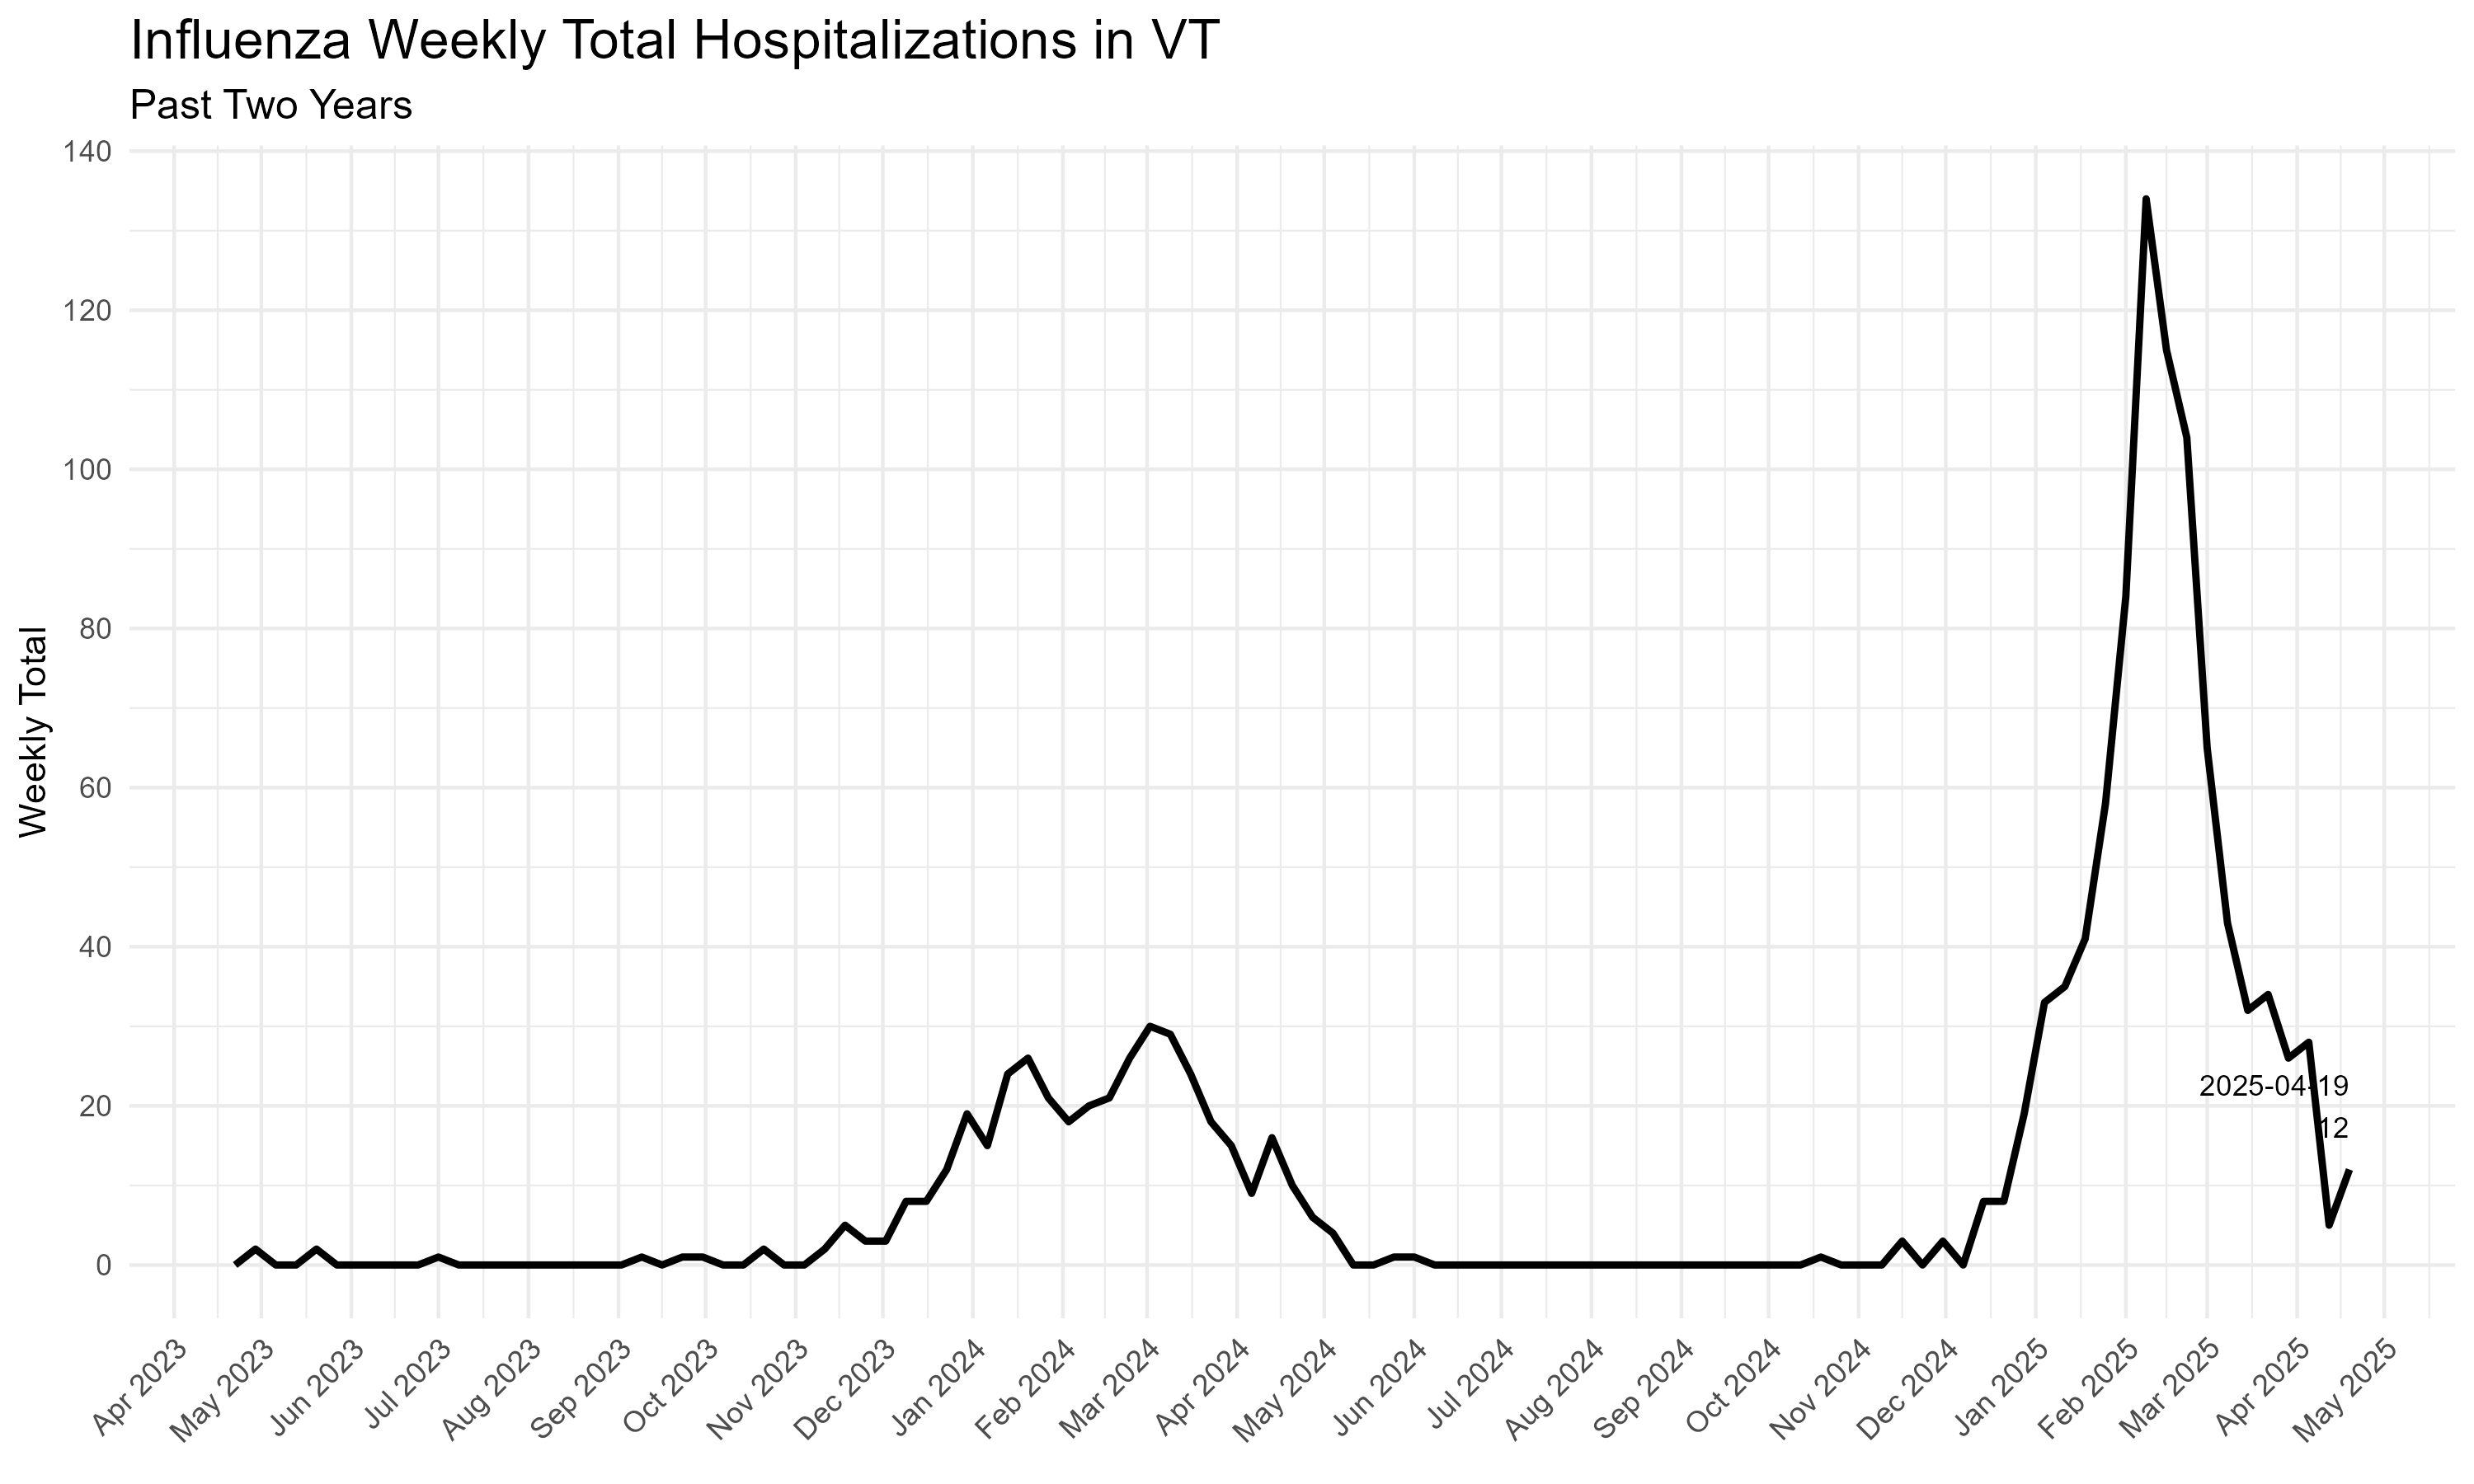 Influenza Weekly Total Hospitalizations in VT
Past Two Years
Weekly Total
140
120
100
80
60
40
20
0
2025-04-19
12
Apr 2023
May 2023
Jun 2023
Jul 2023
Aug 2023
Sep 2023
Oct 2023
Nov 2023
Dec 2023
Jan 2024
Feb 2024
Mar 2024
Apr 2024
May 2024
Jun 2024
Jul 2024
Aug 2024
Sep 2024
Oct 2024
Nov 2024
Dec 2024
Jan 2025
Feb 2025
Mar 2025
Apr 2025
May 2025